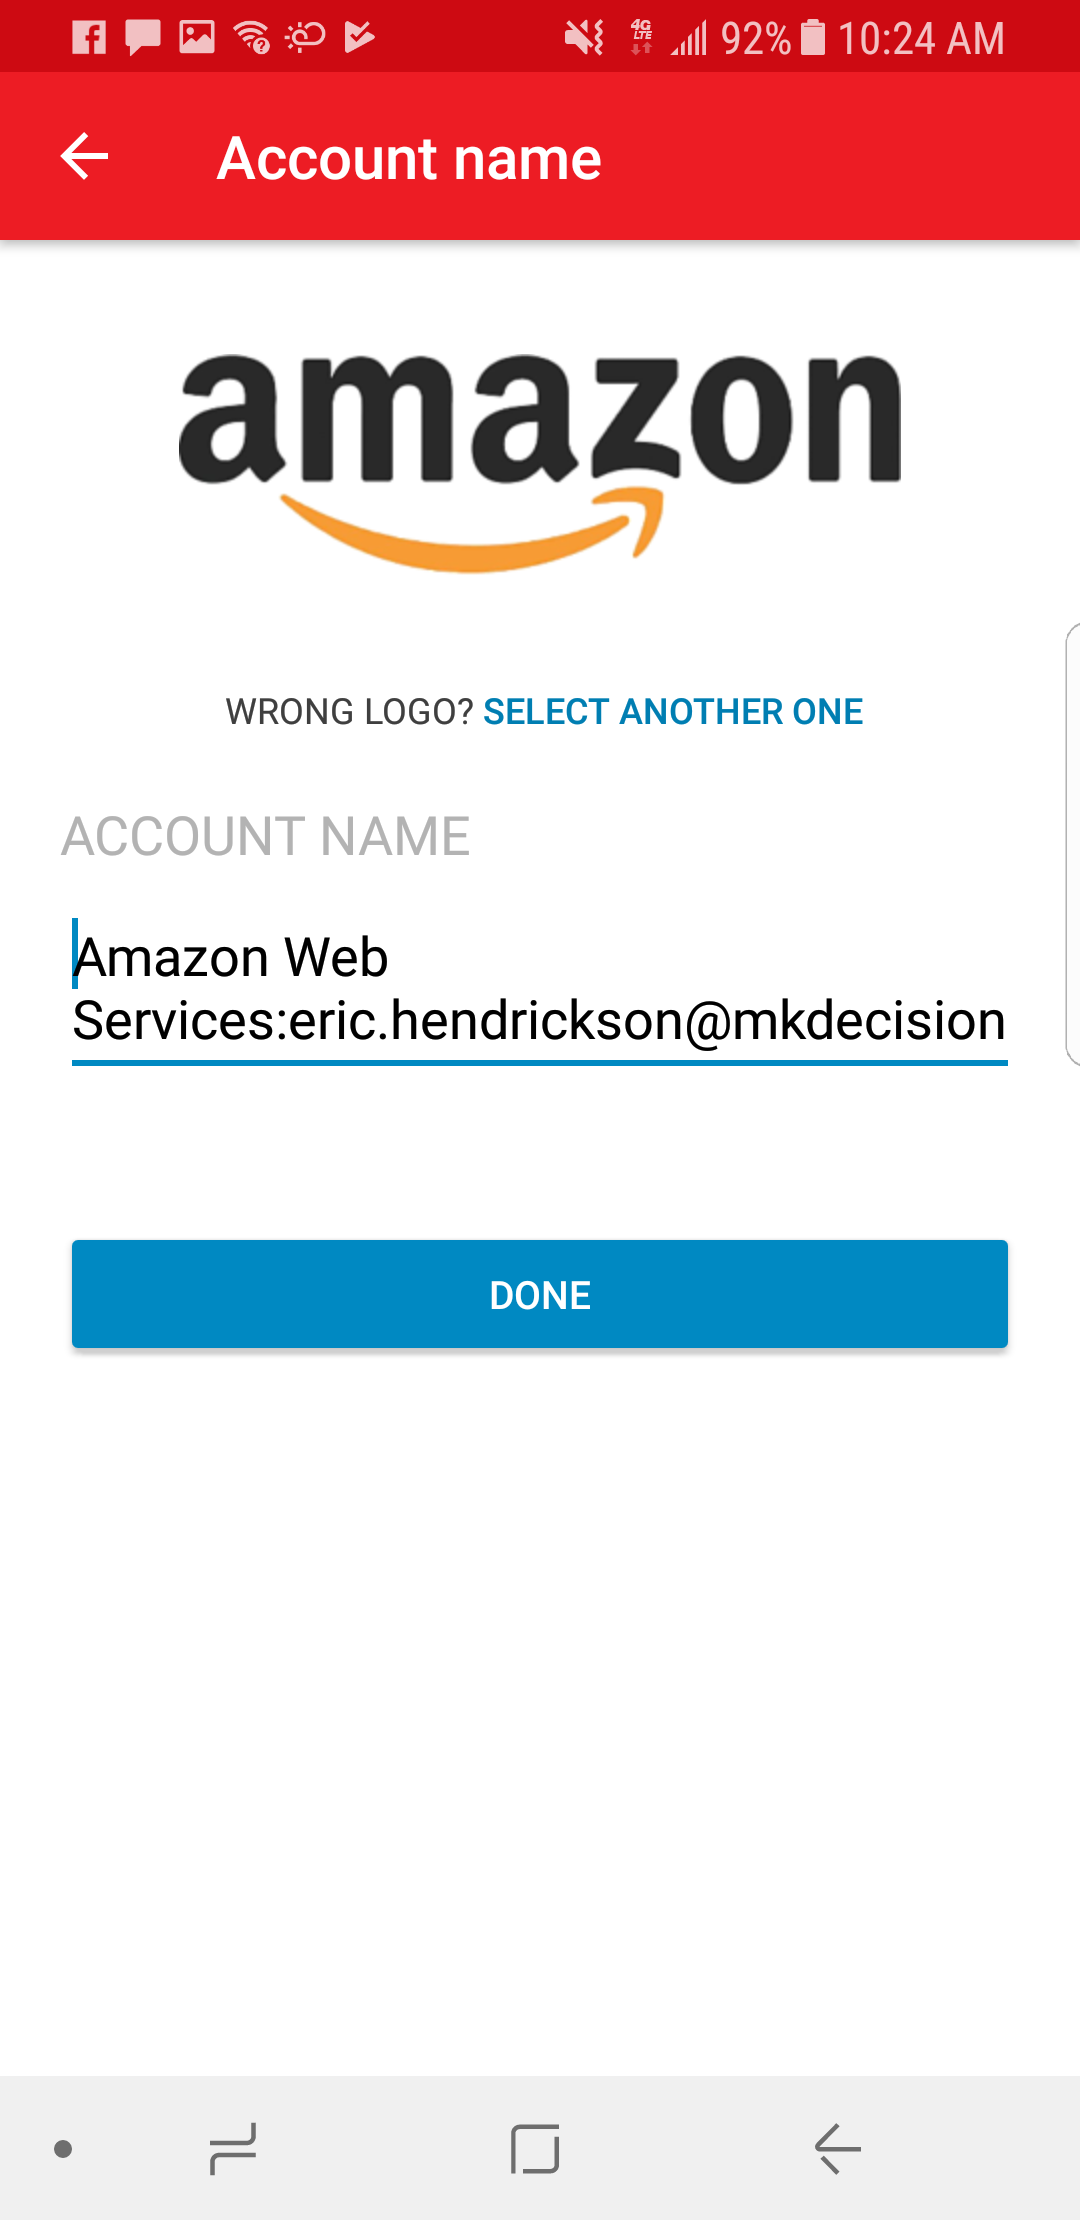 4G
LTE
92%
10:24 AM
Account name
amazon
WRONG LOGO? SELECT ANOTHER ONE
ACCOUNT NAME
Amazon Web
Services:eric.hendrickson@mkdecision
DONE